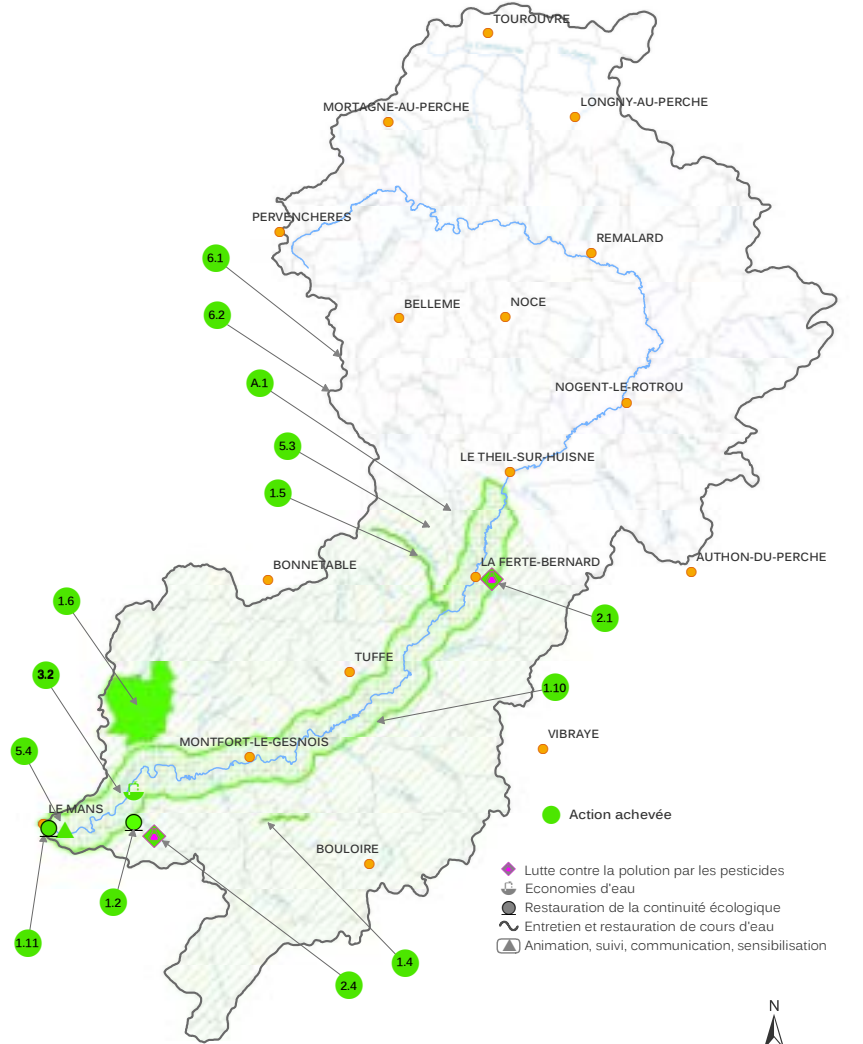 TOUROUVRE
MORTAGNE-AU-PERCHE
LONGNY-AU-PERCHE
PERVENCHERES
REMALARD
6.1
BELLEME
NOCE
6.2
A.1
NOGENT-LE-ROTROU
5.3
LE THEIL-SUR-HUISNE
1.5
BONNETABLE
LA FERTE-BERNARD
AUTHON-DU-PERCHE
1.6
2.1
TUFFE
3.2
1.10
VIBRAYE
MONTFORT-LE-GESNOIS
5.4
LE MANS
Action achevée
BOULOIRE
Lutte contre la polution par les pesticides
Economies d'eau
1.2
Restauration de la continuité écologique
Entretien et restauration de cours d'eau
1.11
Animation, suivi, communication, sensibilisation
1.4
2.4
N